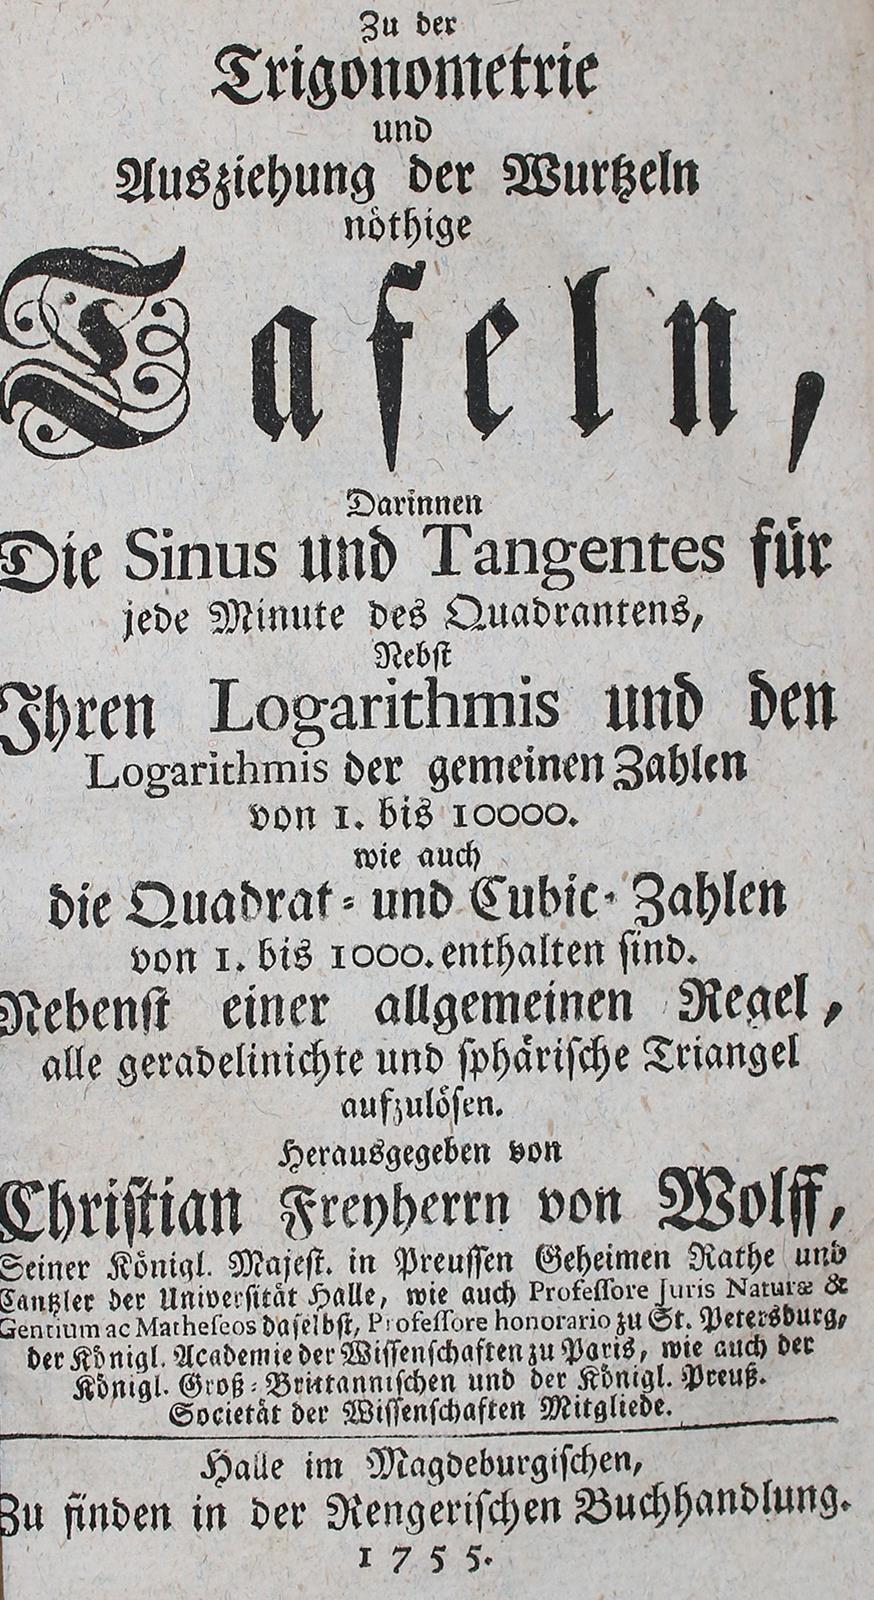 Zu der
Trigonometrie
und
Ausziehung der Wurtzeln
nöthige
Tafeln,
Darinnen
Die Sinus und Tangentes für
jede Minute des Quadrantens,
Nebst
Ihren Logarithmis und den
Logarithmis der gemeinen Zahlen
von 1. bis 10000.
wie auch
die Quadrat- und Cubic-Zahlen
von 1. bis 1000. enthalten sind.
Nebenst einer allgemeinen Regel,
alle geradelinichte und sphärische Triangel
aufzulösen.
Herausgegeben von
Christian Freyherrn von Wolff,
Seiner Königl. Majest. in Preussen Geheimen Rathe und
Cantzler der Universität Halle, wie auch Professore Juris Naturæ &
Gentium ac Matheseos daselbst, Professore honorario zu St. Petersburg,
der Königl. Academie der Wissenschaften zu Paris, wie auch der
Königl. Groß-Brittannischen und der Königl. Preuß.
Societät der Wissenschaften Mitgliede.
Halle im Magdeburgischen,
Zu finden in der Rengerischen Buchhandlung.
1755.